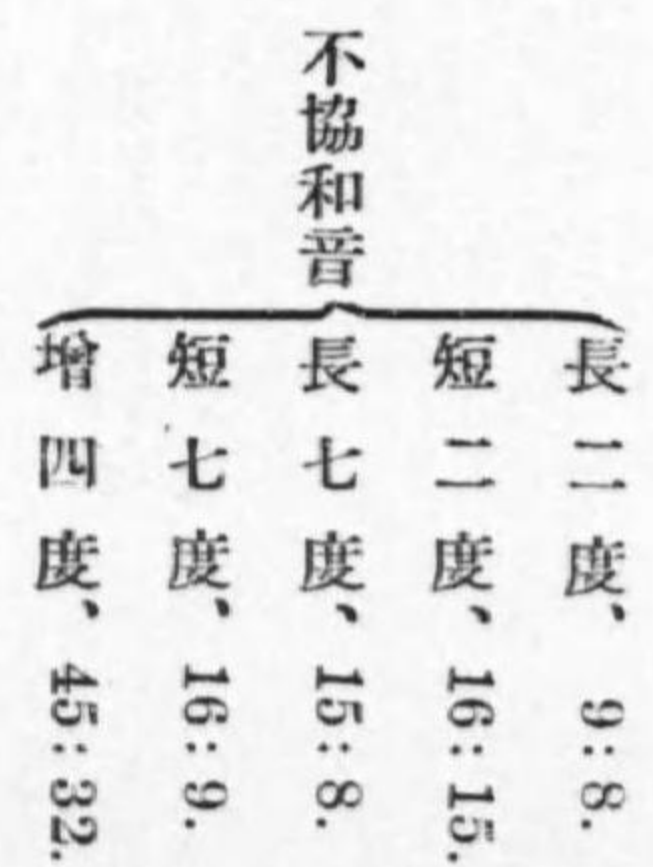 不協和音
長二度、 9:8.
短二度、 16:15.
長七度、 15:8.
短七度、 16:9.
增四度、 45:32.